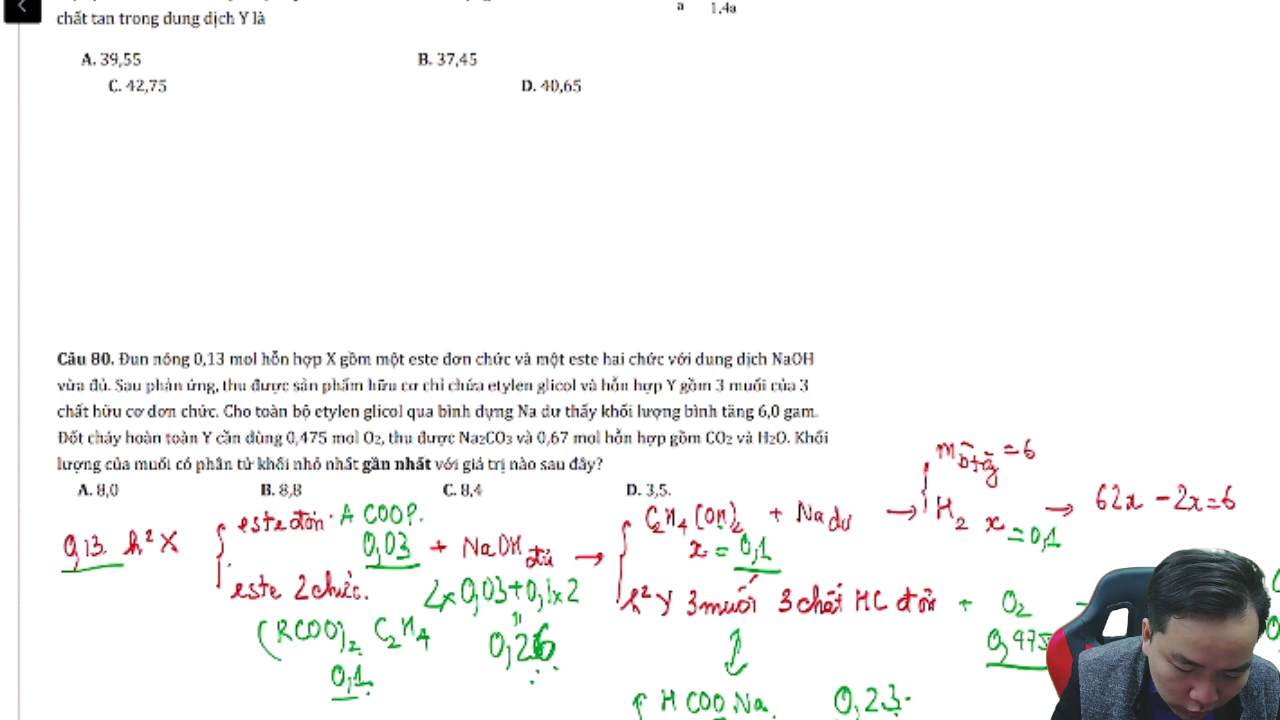 chất tan trong dung dịch Y là
a 1,4a
A. 39,55 B. 37,45
C. 42,75 D. 40,65
Câu 80. Đun nóng 0,13 mol hỗn hợp X gồm một este đơn chức và một este hai chức với dung dịch NaOH
vừa đủ. Sau phản ứng, thu được sản phẩm hữu cơ chỉ chứa etylen glicol và hỗn hợp Y gồm 3 muối của 3
chất hữu cơ đơn chức. Cho toàn bộ etylen glicol qua bình đựng Na dư thấy khối lượng bình tăng 6,0 gam.
Đốt cháy hoàn toàn Y cần dùng 0,475 mol O₂, thu được Na₂CO₃ và 0,67 mol hỗn hợp gồm CO₂ và H₂O. Khối
lượng của muối có phân tử khối nhỏ nhất gần nhất với giá trị nào sau đây?
A. 8,0 B. 8,8 C. 8,4 D. 3,5.
m bt↑g = 6
este đơn. A COOP. C₂H₄(OH)₂ + Na dư → H₂ x = 0,1 → 62x - 2x = 6
0,13 h² X 0,03 + NaOH đủ → x = 0,1
este 2 chức. 2x0,03+0,1x2 h² Y 3 muối 3 chất HC đơn + O₂
(RCOO)₂ C₂H₄ 0,26 0,475
0,1
HCOONa 0,23